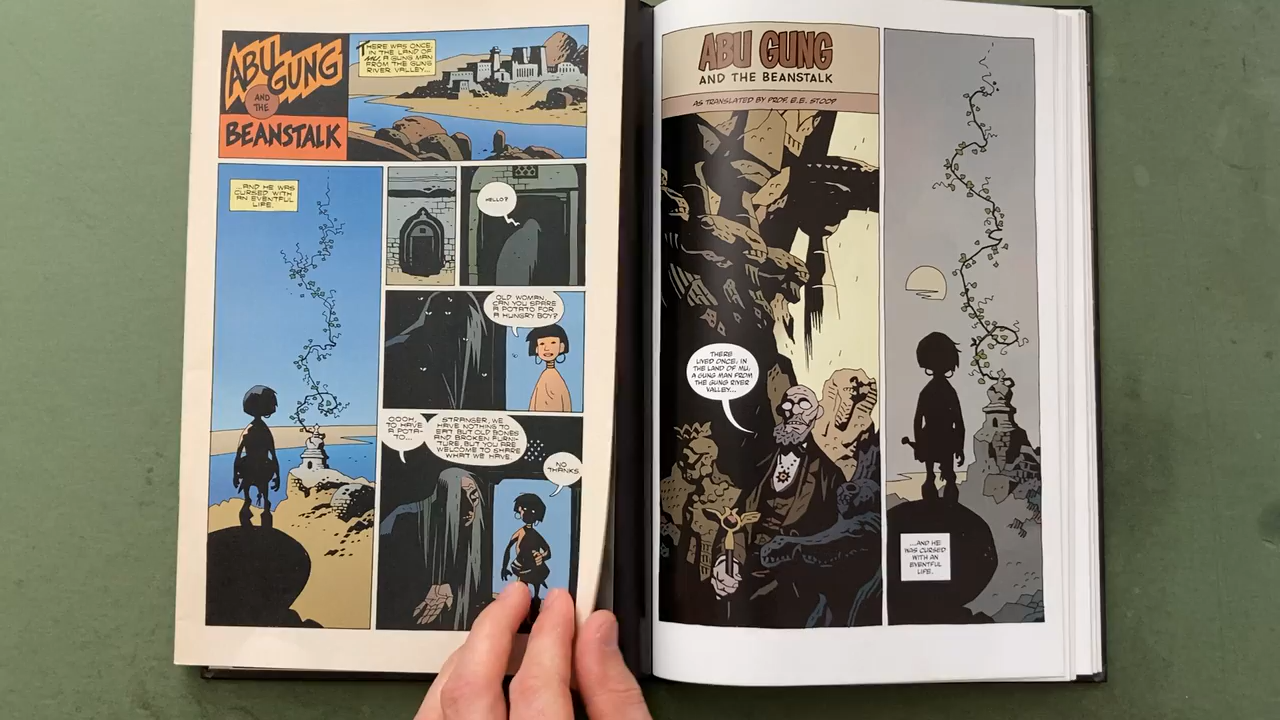 ABU
GUNG
AND
THE
BEANSTALK
THERE WAS ONCE,
IN THE LAND OF
MU, A GUNG MAN
FROM THE GUNG
RIVER VALLEY...
...AND HE WAS
CURSED WITH
AN EVENTFUL
LIFE.
HELLO?
OLD WOMAN,
CAN YOU SPARE
A POTATO FOR
A HUNGRY BOY?
OOOH,
TO HAVE
A POTA-
TO...
STRANGER, WE
HAVE NOTHING TO
EAT BUT OLD BONES
AND BROKEN FURNI-
TURE, BUT YOU ARE
WELCOME TO SHARE
WHAT WE HAVE.
NO
THANKS.
ABU GUNG
AND THE BEANSTALK
AS TRANSLATED BY PROF. E.E. STOOP
THERE
LIVED ONCE, IN
THE LAND OF MU,
A GUNG MAN FROM
THE GUNG RIVER
VALLEY...
...AND HE
WAS CURSED
WITH AN
EVENTFUL
LIFE.